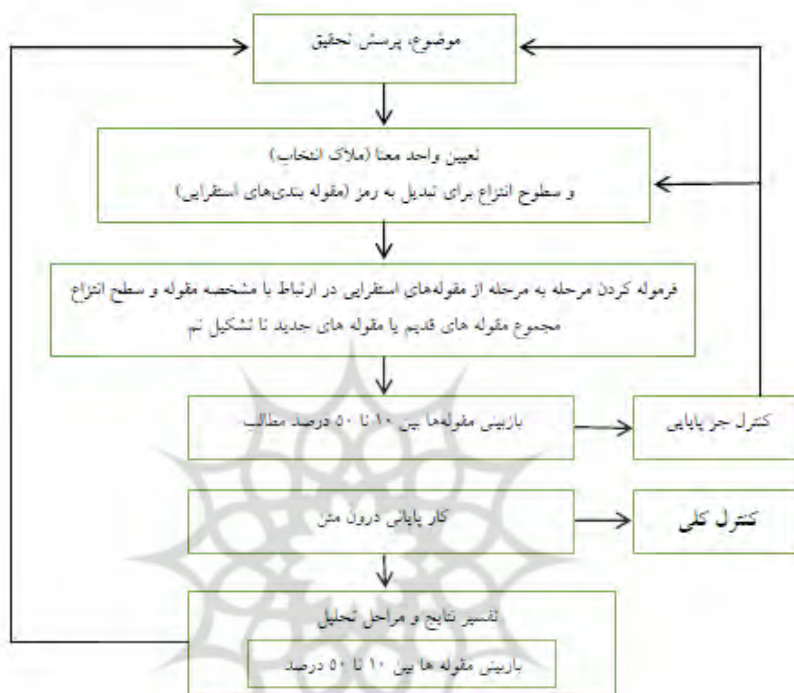 موضوع، پرسش تحقیق
تعیین واحد معنا (ملاک انتخاب)
و سطوح انتزاع برای تبدیل به رمز (مقوله بندی‌های استقرایی)
فرموله کردن مرحله به مرحله از مقوله‌های استقرایی در ارتباط با مشخصه مقوله و سطح انتزاع
مجموع مقوله های قدیم یا مقوله های جدید تا تشکیل تم
بازبینی مقوله‌ها بین ۱۰ تا ۵۰ درصد مطالب
کنترل جز پایایی
کار پایانی درون متن
کنترل کلی
تفسیر نتایج و مراحل تحلیل
بازبینی مقوله ها بین ۱۰ تا ۵۰ درصد